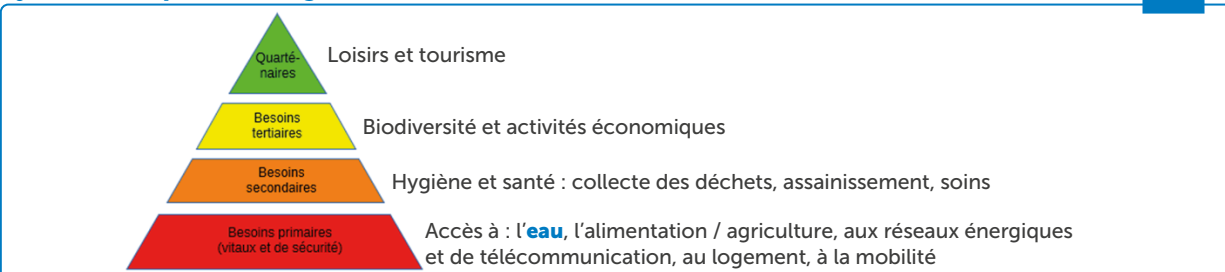 Quarté-
naires
Loisirs et tourisme
Besoins
tertiaires
Biodiversité et activités économiques
Besoins
secondaires
Hygiène et santé : collecte des déchets, assainissement, soins
Besoins primaires
(vitaux et de sécurité)
Accès à : l’eau, l’alimentation / agriculture, aux réseaux énergiques
et de télécommunication, au logement, à la mobilité